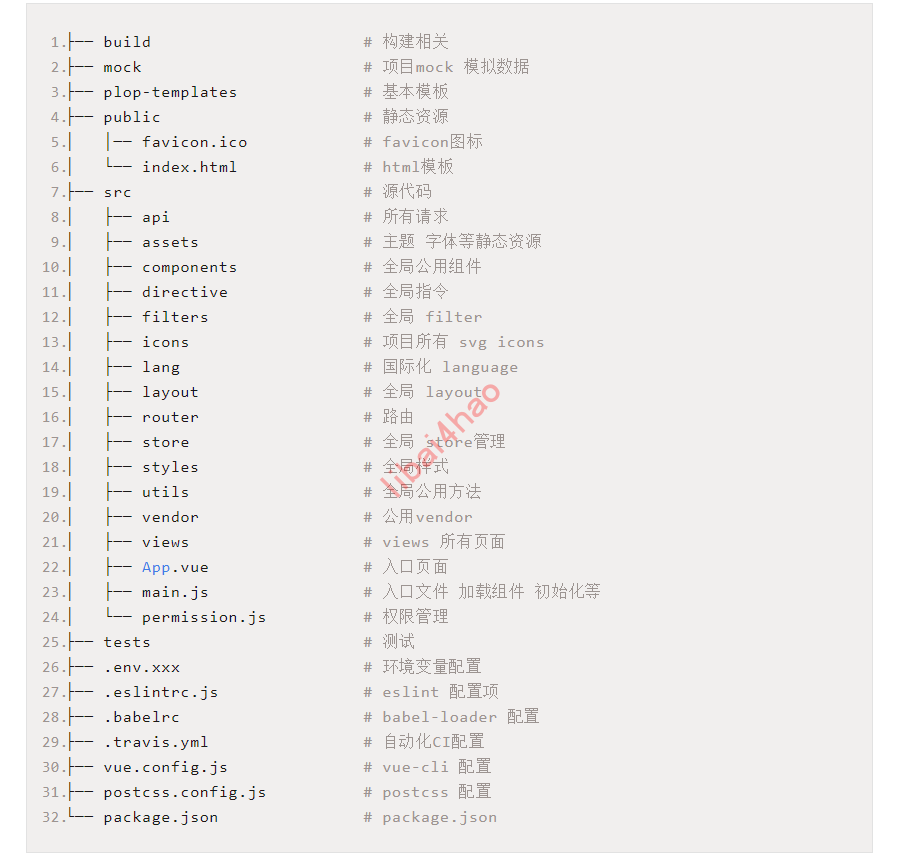 1.├── build                      # 构建相关
2.├── mock                       # 项目mock 模拟数据
3.├── plop-templates             # 基本模板
4.├── public                     # 静态资源
5.│   │── favicon.ico            # favicon图标
6.│   └── index.html             # html模板
7.├── src                        # 源代码
8.│   ├── api                    # 所有请求
9.│   ├── assets                 # 主题 字体等静态资源
10.│   ├── components             # 全局公用组件
11.│   ├── directive              # 全局指令
12.│   ├── filters                # 全局 filter
13.│   ├── icons                  # 项目所有 svg icons
14.│   ├── lang                   # 国际化 language
15.│   ├── layout                 # 全局 layout
16.│   ├── router                 # 路由
17.│   ├── store                  # 全局 store管理
18.│   ├── styles                 # 全局样式
19.│   ├── utils                  # 全局公用方法
20.│   ├── vendor                 # 公用vendor
21.│   ├── views                  # views 所有页面
22.│   ├── App.vue                # 入口页面
23.│   ├── main.js                # 入口文件 加载组件 初始化等
24.│   └── permission.js          # 权限管理
25.├── tests                      # 测试
26.├── .env.xxx                   # 环境变量配置
27.├── .eslintrc.js               # eslint 配置项
28.├── .babelrc                   # babel-loader 配置
29.├── .travis.yml                # 自动化CI配置
30.├── vue.config.js              # vue-cli 配置
31.├── postcss.config.js          # postcss 配置
32.└── package.json               # package.json
libai4hao